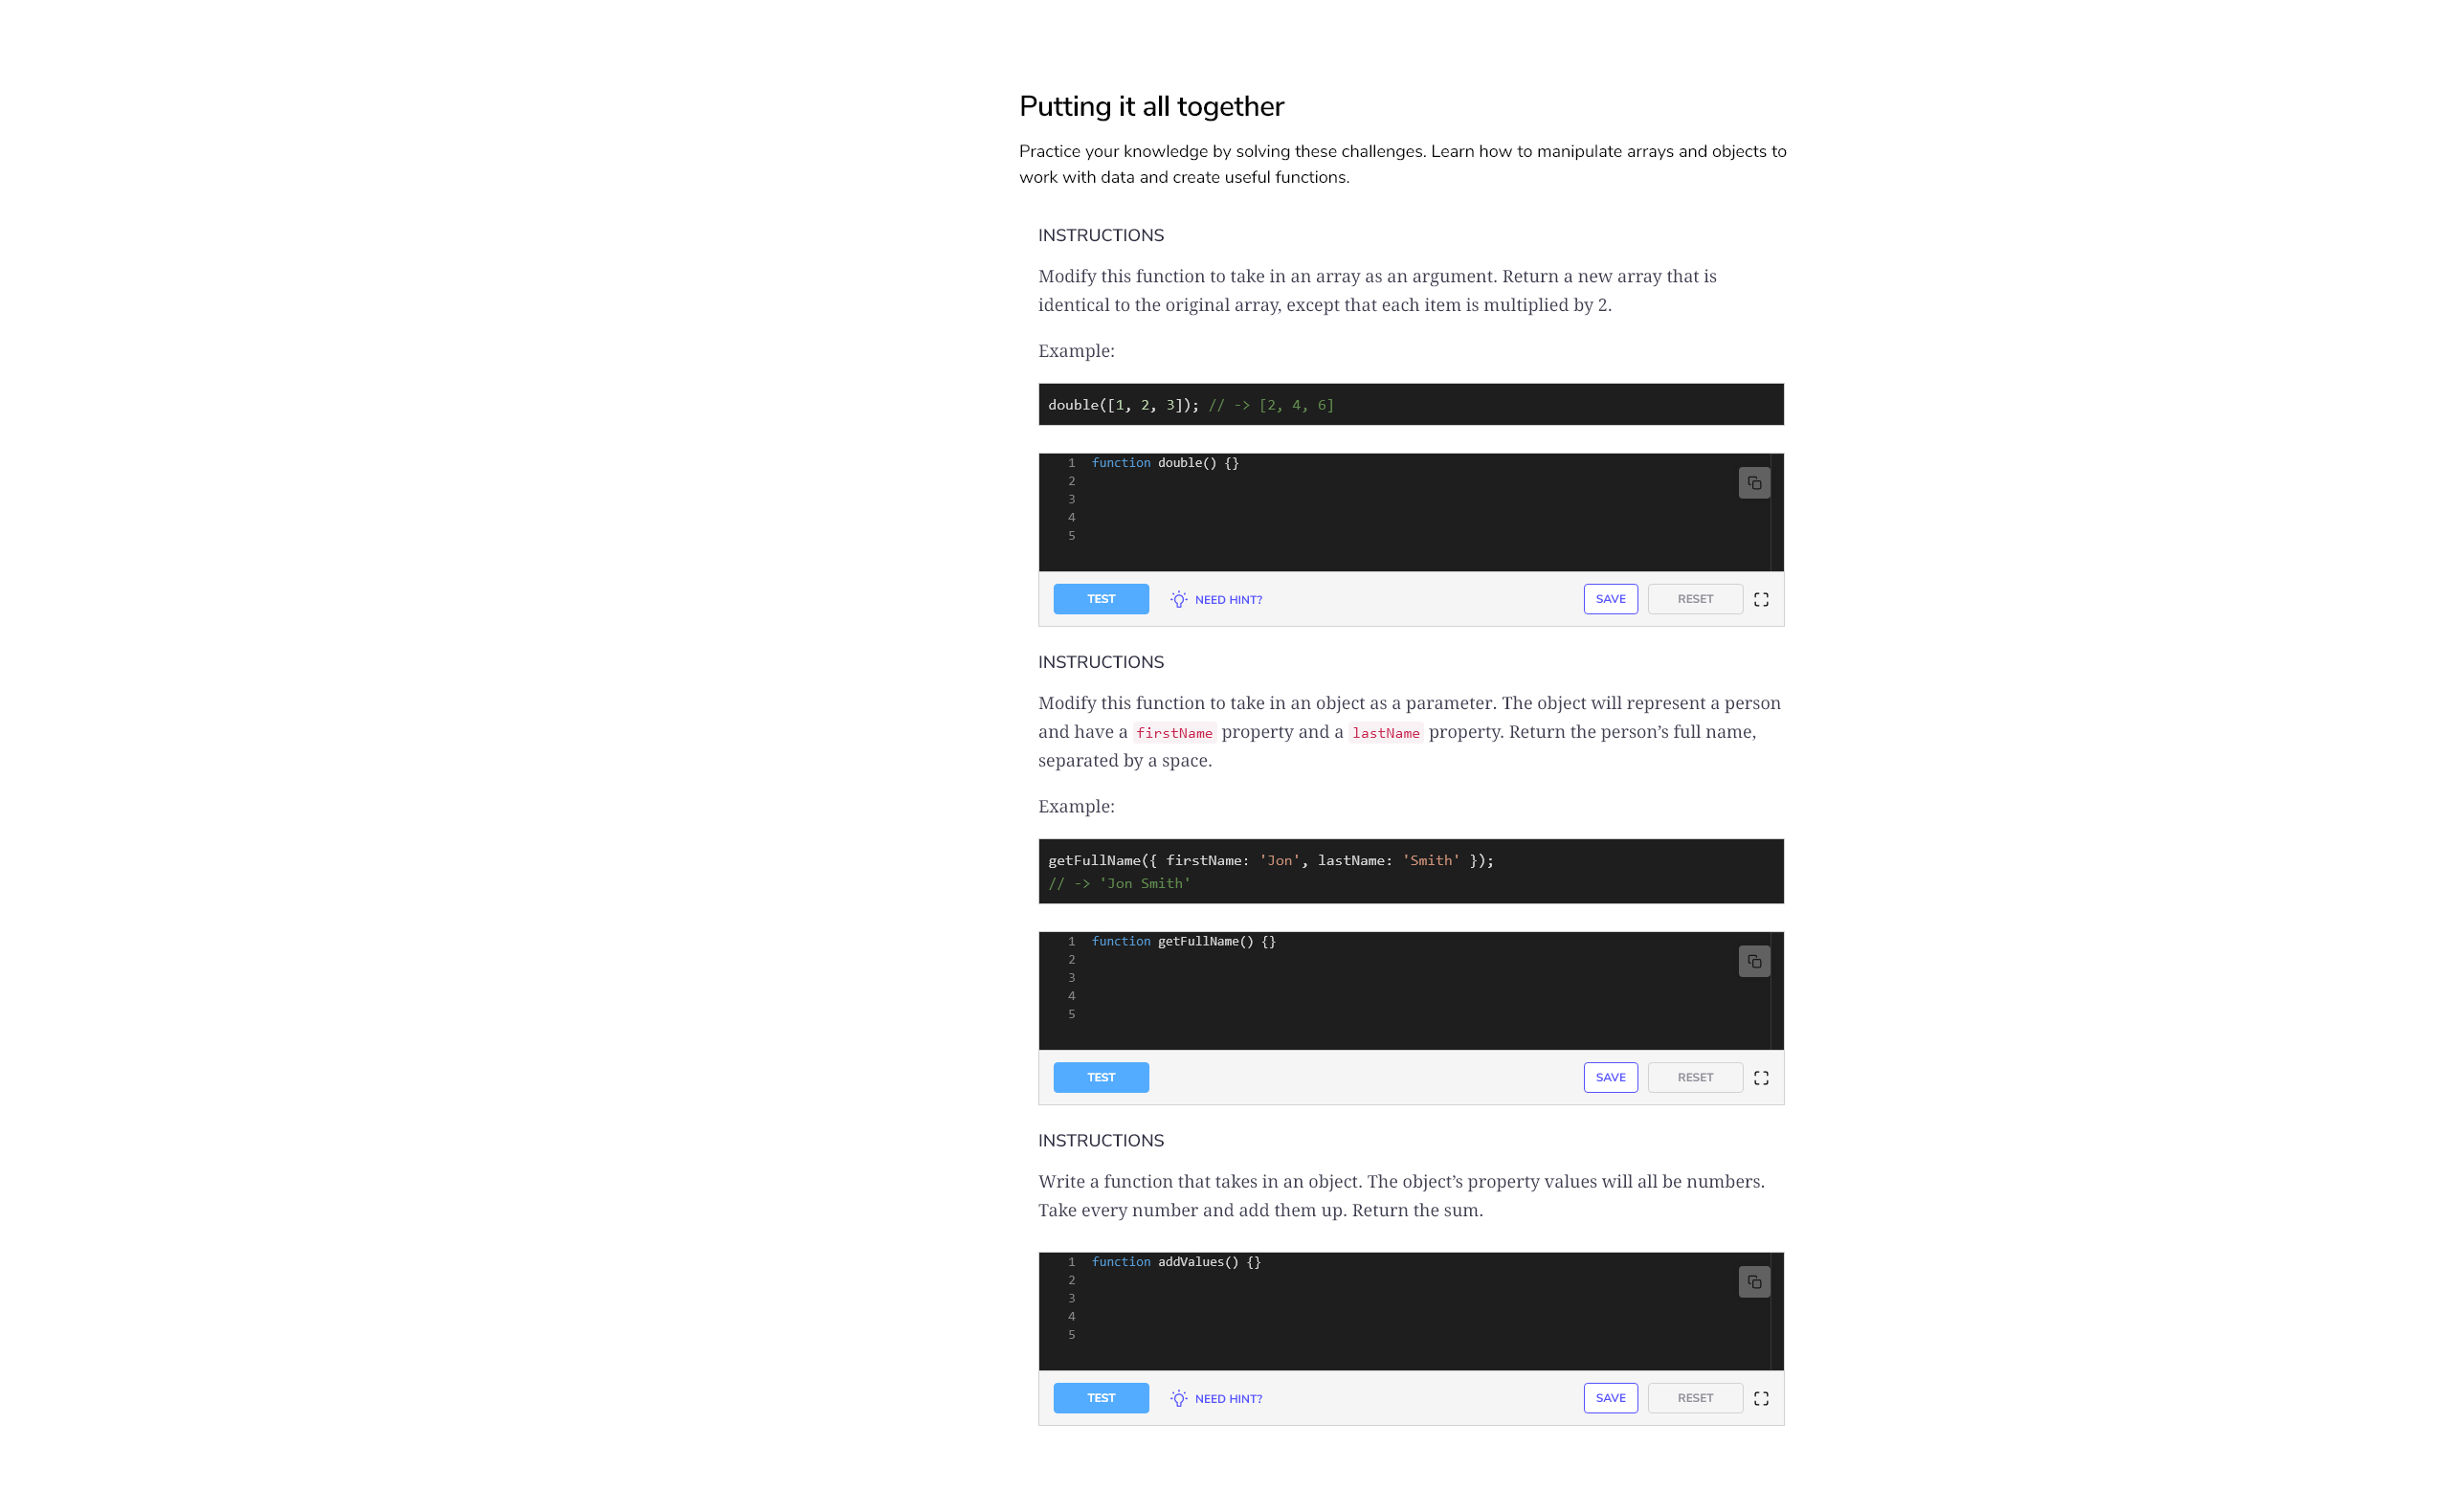 Putting it all together
Practice your knowledge by solving these challenges. Learn how to manipulate arrays and objects to
work with data and create useful functions.
INSTRUCTIONS
Modify this function to take in an array as an argument. Return a new array that is
identical to the original array, except that each item is multiplied by 2.
Example:
double([1, 2, 3]); // -> [2, 4, 6]
1 function double() {}
2
3
4
5
TEST NEED HINT? SAVE RESET
INSTRUCTIONS
Modify this function to take in an object as a parameter. The object will represent a person
and have a firstName property and a lastName property. Return the person’s full name,
separated by a space.
Example:
getFullName({ firstName: 'Jon', lastName: 'Smith' });
// -> 'Jon Smith'
1 function getFullName() {}
2
3
4
5
TEST SAVE RESET
INSTRUCTIONS
Write a function that takes in an object. The object’s property values will all be numbers.
Take every number and add them up. Return the sum.
1 function addValues() {}
2
3
4
5
TEST NEED HINT? SAVE RESET